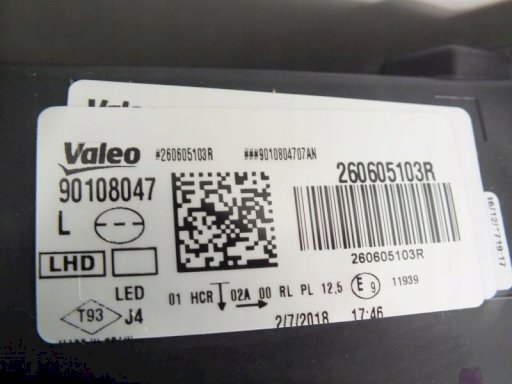 Valeo
Valeo #260605103R ###9010804707AN 260605103R
90108047
L
260605103R
LHD
LED 01 HCR 02A 00 RL PL 12,5 E9 11939
T93 J4 2/7/2018 17:46